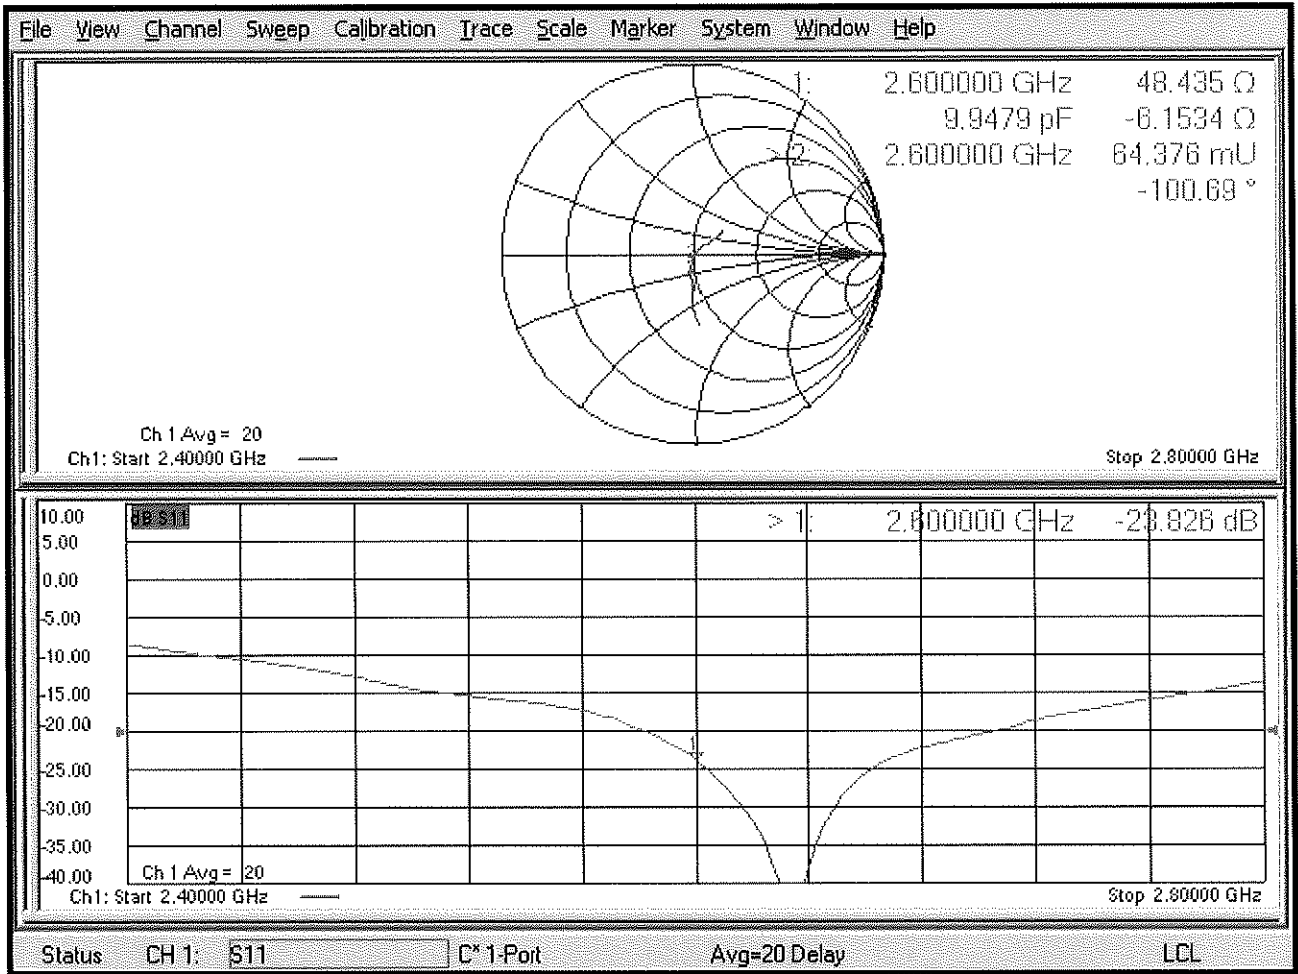 File View Channel Sweep Calibration Trace Scale Marker System Window Help
1: 2.600000 GHz 48.435 Ω
9.9479 pF -6.1534 Ω
> 2: 2.600000 GHz 64.376 mU
-100.69 °
Ch 1 Avg = 20
Ch1: Start 2.40000 GHz Stop 2.80000 GHz
10.00 dB S11 > 1: 2.600000 GHz -23.826 dB
5.00
0.00
-5.00
-10.00
-15.00
-20.00
-25.00
-30.00
-35.00
-40.00 Ch 1 Avg = 20
Ch1: Start 2.40000 GHz Stop 2.80000 GHz
Status CH 1: S11 C* 1-Port Avg=20 Delay LCL